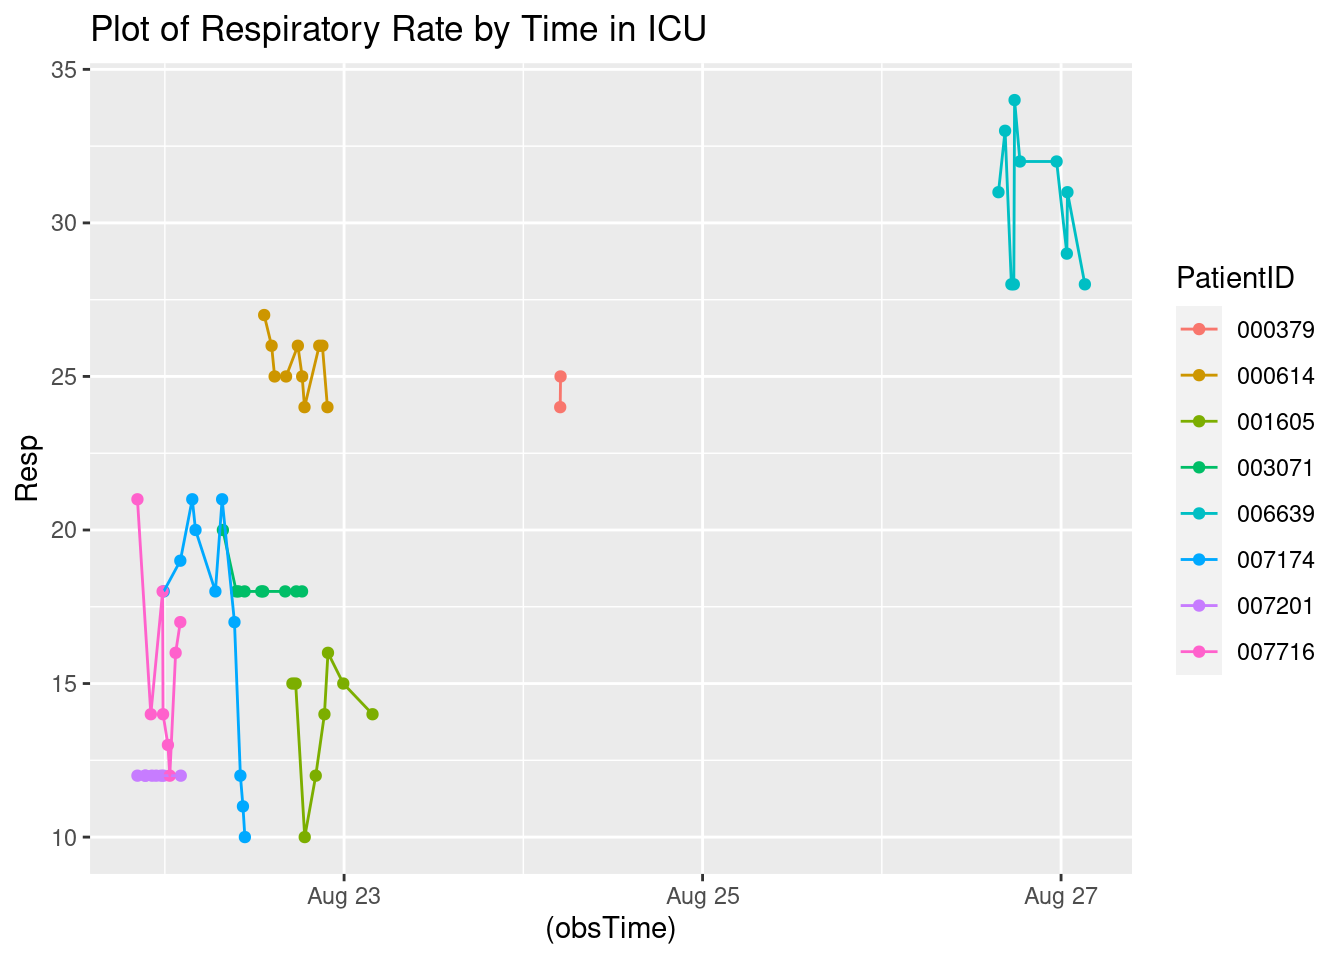 Plot of Respiratory Rate by Time in ICU
35
30
25
20
15
10
Resp
Aug 23
Aug 25
Aug 27
(obsTime)
PatientID
000379
000614
001605
003071
006639
007174
007201
007716